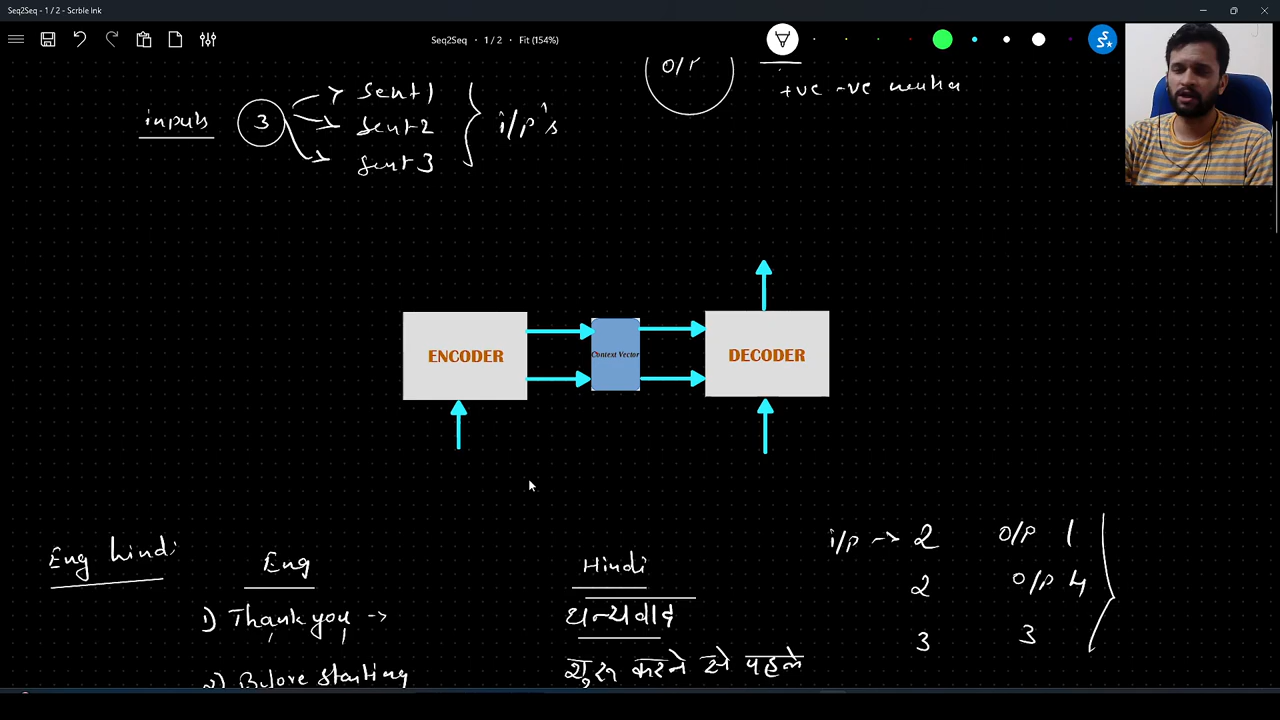 Seq2Seq - 1 / 2 - Scrble Ink
Seq2Seq • 1 / 2 • Fit (154%)
O/P
+ve -ve neutral
inputs 3 sent1
sent2 i/p's
sent3
ENCODER Context Vector DECODER
Eng hindi
Eng Hindi
i/p -> 2 O/P 1
2 O/P 4
3 3
1) Thank you -> धन्यवाद
2) Before starting शुरू करने से पहले